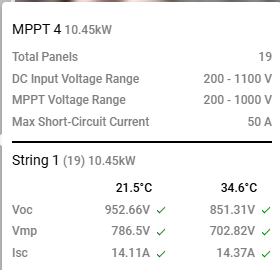 MPPT 4 10.45kW
Total Panels 19
DC Input Voltage Range 200 - 1100 V
MPPT Voltage Range 200 - 1000 V
Max Short-Circuit Current 50 A
String 1 (19) 10.45kW
21.5°C 34.6°C
Voc 952.66V ✓ 851.31V ✓
Vmp 786.5V ✓ 702.82V ✓
Isc 14.11A ✓ 14.37A ✓